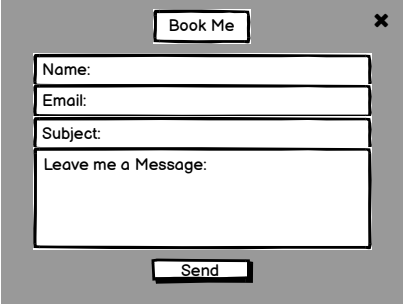 Book Me
Name:
Email:
Subject:
Leave me a Message:
Send